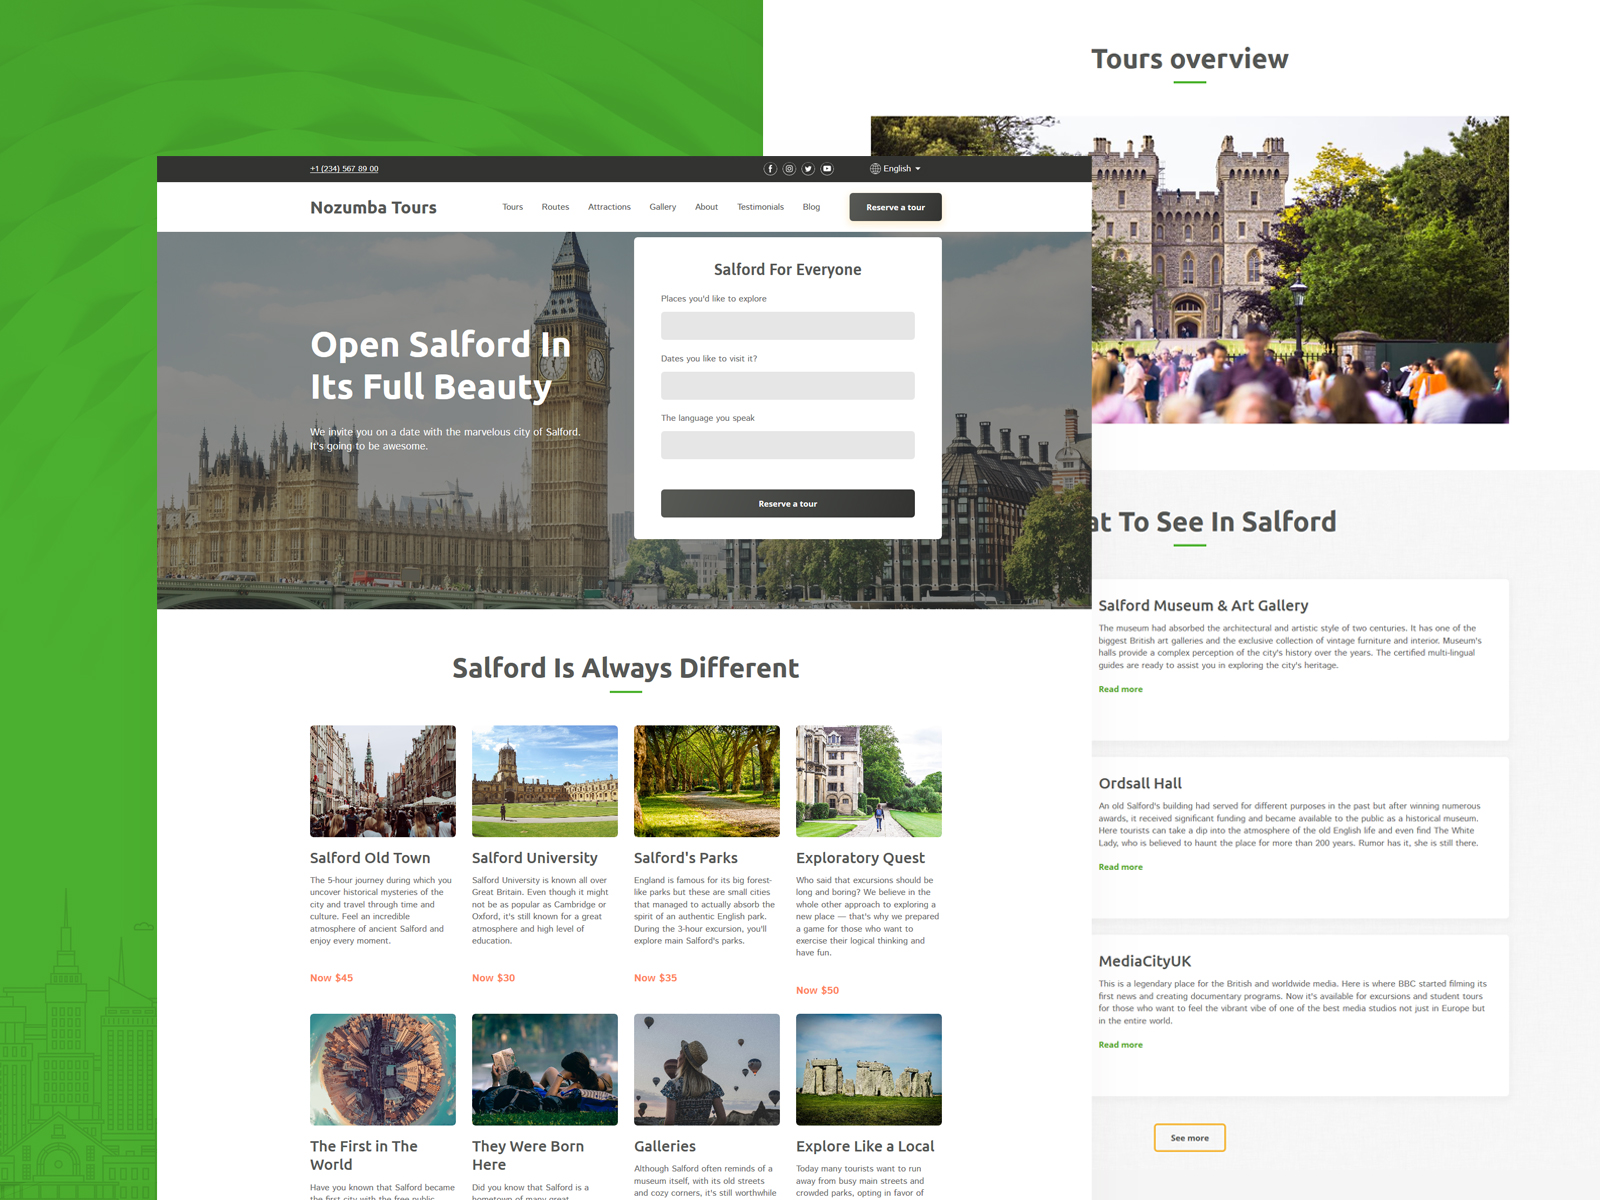 +1 (234) 567 89 00
English
Nozumba Tours
Tours
Routes
Attractions
Gallery
About
Testimonials
Blog
Reserve a tour
Open Salford In
Its Full Beauty
We invite you on a date with the marvelous city of Salford.
It's going to be awesome.
Salford For Everyone
Places you'd like to explore
Dates you like to visit it?
The language you speak
Reserve a tour
Salford Is Always Different
Salford Old Town
The 5-hour journey during which you
uncover historical mysteries of the
city and travel through time and
culture. Feel an incredible
atmosphere of ancient Salford and
enjoy every moment.
Now $45
Salford University
Salford University is known all over
Great Britain. Even though it might
not be as popular as Cambridge or
Oxford, it's still known for a great
atmosphere and high level of
education.
Now $30
Salford's Parks
England is famous for its big forest-
like parks but these are small cities
that managed to actually absorb the
spirit of an authentic English park.
During the 3-hour excursion, you'll
explore main Salford's parks.
Now $35
Exploratory Quest
Who said that excursions should be
long and boring? We believe in the
whole other approach to exploring a
new place — that's why we prepared
a game for those who want to
exercise their logical thinking and
have fun.
Now $50
The First in The
World
Have you known that Salford became
the first city with the free public
They Were Born
Here
Did you know that Salford is a
hometown of many great
Galleries
Although Salford often reminds of a
museum itself, with its old streets
and cozy corners, it's still worthwhile
Explore Like a Local
Today many tourists want to run
away from busy main streets and
crowded parks, opting in favor of
Tours overview
at To See In Salford
Salford Museum & Art Gallery
The museum had absorbed the architectural and artistic style of two centuries. It has one of the
biggest British art galleries and the exclusive collection of vintage furniture and interior. Museum's
halls provide a complex perception of the city's history over the years. The certified multi-lingual
guides are ready to assist you in exploring the city's heritage.
Read more
Ordsall Hall
An old Salford's building had served for different purposes in the past but after winning numerous
awards, it received significant funding and became available to the public as a historical museum.
Here tourists can take a dip into the atmosphere of the old English life and even find The White
Lady, who is believed to haunt the place for more than 200 years. Rumor has it, she is still there.
Read more
MediaCityUK
This is a legendary place for the British and worldwide media. Here is where BBC started filming its
first news and creating documentary programs. Now it's available for excursions and student tours
for those who want to feel the vibrant vibe of one of the best media studios not just in Europe but
in the entire world.
Read more
See more